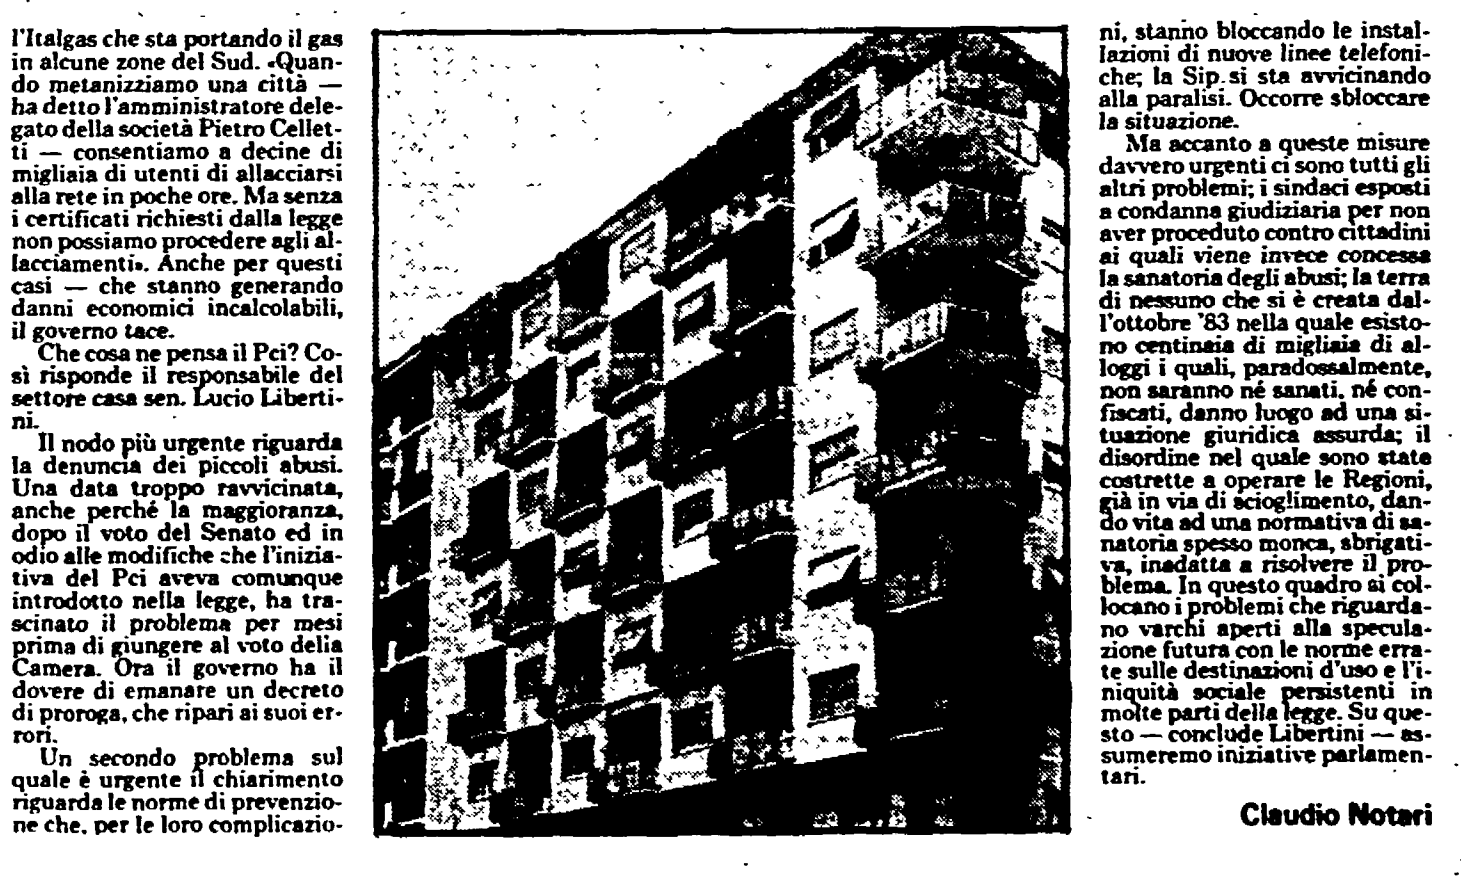 l'Italgas che sta portando il gas
in alcune zone del Sud. «Quan-
do metanizziamo una città —
ha detto l'amministratore dele-
gato della società Pietro Cellet-
ti — consentiamo a decine di
migliaia di utenti di allacciarsi
alla rete in poche ore. Ma senza
i certificati richiesti dalla legge
non possiamo procedere agli al-
lacciamenti». Anche per questi
casi — che stanno generando
danni economici incalcolabili,
il governo tace.
Che cosa ne pensa il Pci? Co-
sì risponde il responsabile del
settore casa sen. Lucio Liberti-
ni.
Il nodo più urgente riguarda
la denuncia dei piccoli abusi.
Una data troppo ravvicinata,
anche perché la maggioranza,
dopo il voto del Senato ed in
odio alle modifiche che l'inizia-
tiva del Pci aveva comunque
introdotto nella legge, ha tra-
scinato il problema per mesi
prima di giungere al voto della
Camera. Ora il governo ha il
dovere di emanare un decreto
di proroga, che ripari ai suoi er-
rori.
Un secondo problema sul
quale è urgente il chiarimento
riguarda le norme di prevenzio-
ne che, per le loro complicazio-
ni, stanno bloccando le instal-
lazioni di nuove linee telefoni-
che; la Sip si sta avvicinando
alla paralisi. Occorre sbloccare
la situazione.
Ma accanto a queste misure
davvero urgenti ci sono tutti gli
altri problemi; i sindaci esposti
a condanna giudiziaria per non
aver proceduto contro cittadini
ai quali viene invece concessa
la sanatoria degli abusi; la terra
di nessuno che si è creata dal-
l'ottobre '83 nella quale esisto-
no centinaia di migliaia di al-
loggi i quali, paradossalmente,
non saranno né sanati, né con-
fiscati, danno luogo ad una si-
tuazione giuridica assurda; il
disordine nel quale sono state
costrette a operare le Regioni,
già in via di scioglimento, dan-
do vita ad una normativa di sa-
natoria spesso monca, sbrigati-
va, inadatta a risolvere il pro-
blema. In questo quadro si col-
locano i problemi che riguarda-
no varchi aperti alla specula-
zione futura con le norme erra-
te sulle destinazioni d'uso e l'i-
niquità sociale persistenti in
molte parti della legge. Su que-
sto — conclude Libertini — as-
sumeremo iniziative parlamen-
tari.
Claudio Notari